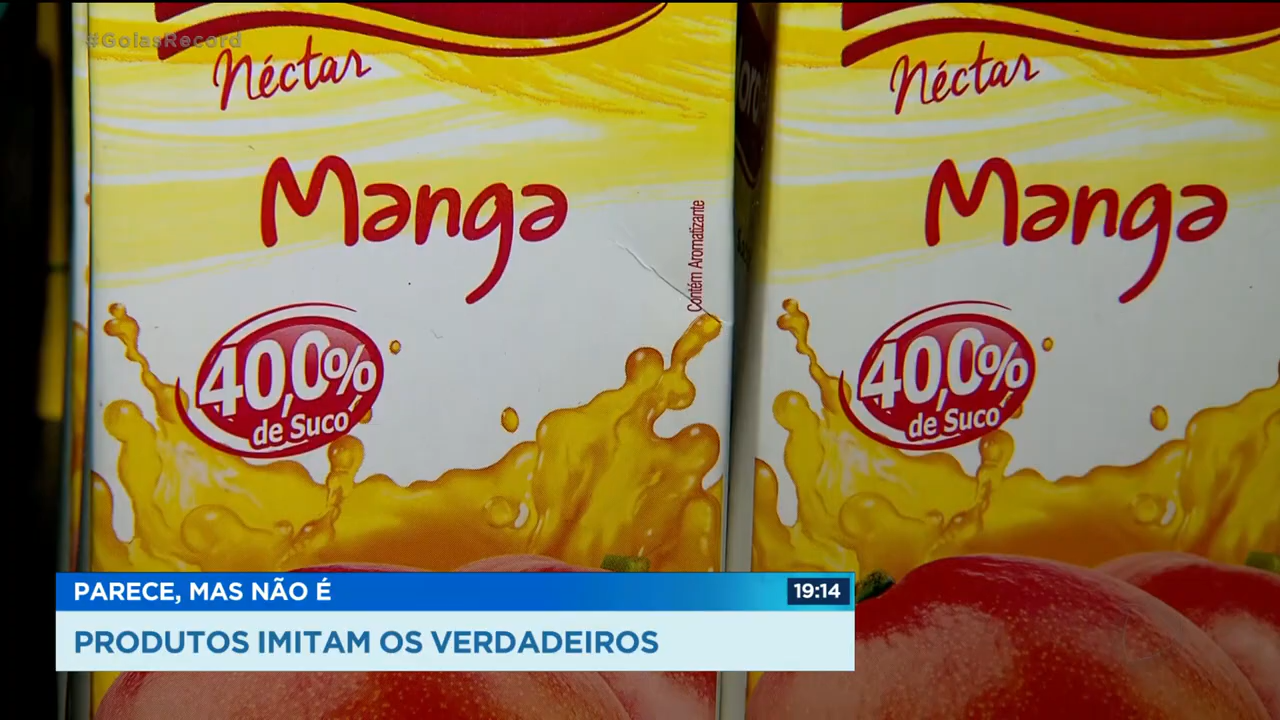 #GoiásRecord
Néctar
Manga
Contém Aromatizante
40,0%
de Suco
Néctar
Manga
40,0%
de Suco
PARECE, MAS NÃO É
19:14
PRODUTOS IMITAM OS VERDADEIROS